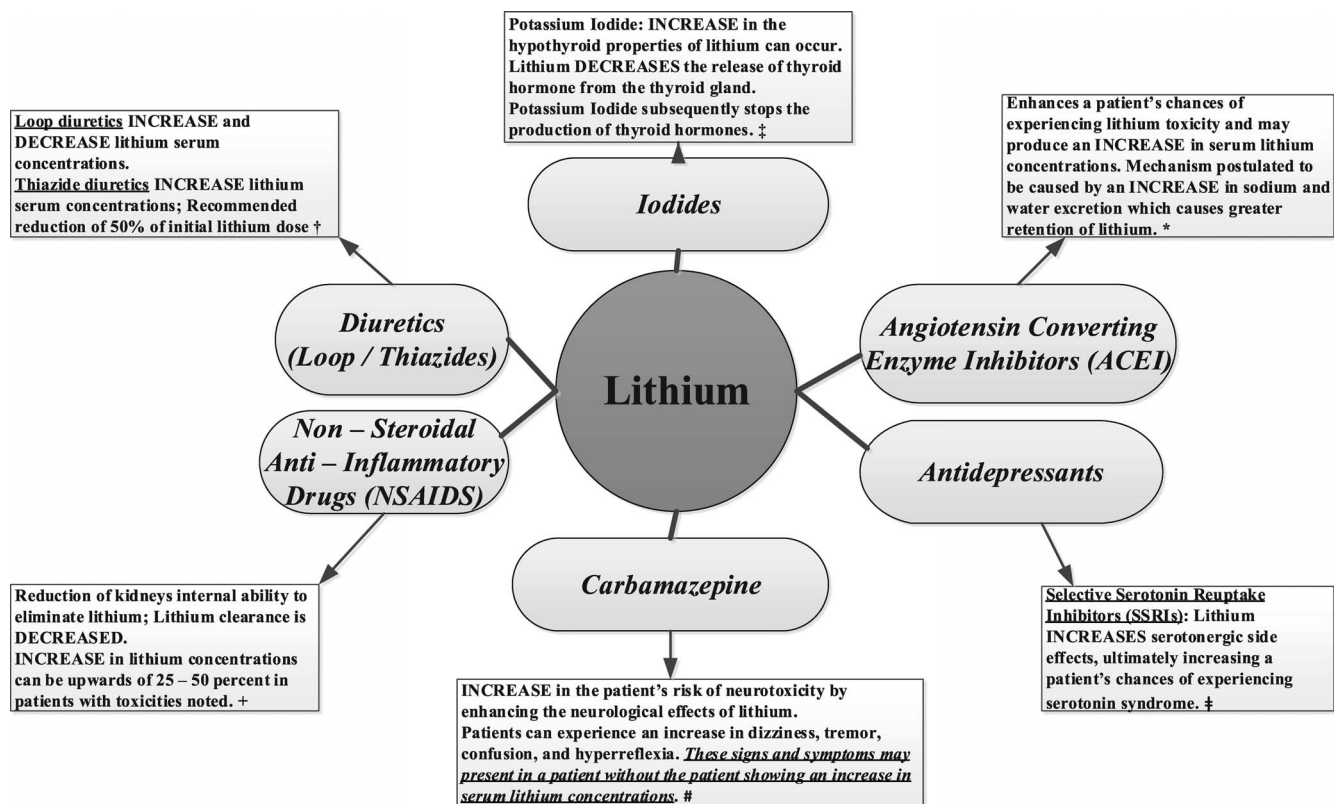 Potassium Iodide: INCREASE in the
hypothyroid properties of lithium can occur.
Lithium DECREASES the release of thyroid
hormone from the thyroid gland.
Potassium Iodide subsequently stops the
production of thyroid hormones. ‡
Iodides
Loop diuretics INCREASE and
DECREASE lithium serum
concentrations.
Thiazide diuretics INCREASE lithium
serum concentrations; Recommended
reduction of 50% of initial lithium dose †
Diuretics
(Loop / Thiazides)
Enhances a patient’s chances of
experiencing lithium toxicity and may
produce an INCREASE in serum lithium
concentrations. Mechanism postulated to
be caused by an INCREASE in sodium and
water excretion which causes greater
retention of lithium. *
Angiotensin Converting
Enzyme Inhibitors (ACEI)
Lithium
Non – Steroidal
Anti – Inflammatory
Drugs (NSAIDS)
Antidepressants
Carbamazepine
Reduction of kidneys internal ability to
eliminate lithium; Lithium clearance is
DECREASED.
INCREASE in lithium concentrations
can be upwards of 25 – 50 percent in
patients with toxicities noted. +
INCREASE in the patient’s risk of neurotoxicity by
enhancing the neurological effects of lithium.
Patients can experience an increase in dizziness, tremor,
confusion, and hyperreflexia. These signs and symptoms may
present in a patient without the patient showing an increase in
serum lithium concentrations. #
Selective Serotonin Reuptake
Inhibitors (SSRIs): Lithium
INCREASES serotonergic side
effects, ultimately increasing a
patient’s chances of experiencing
serotonin syndrome. ǂ